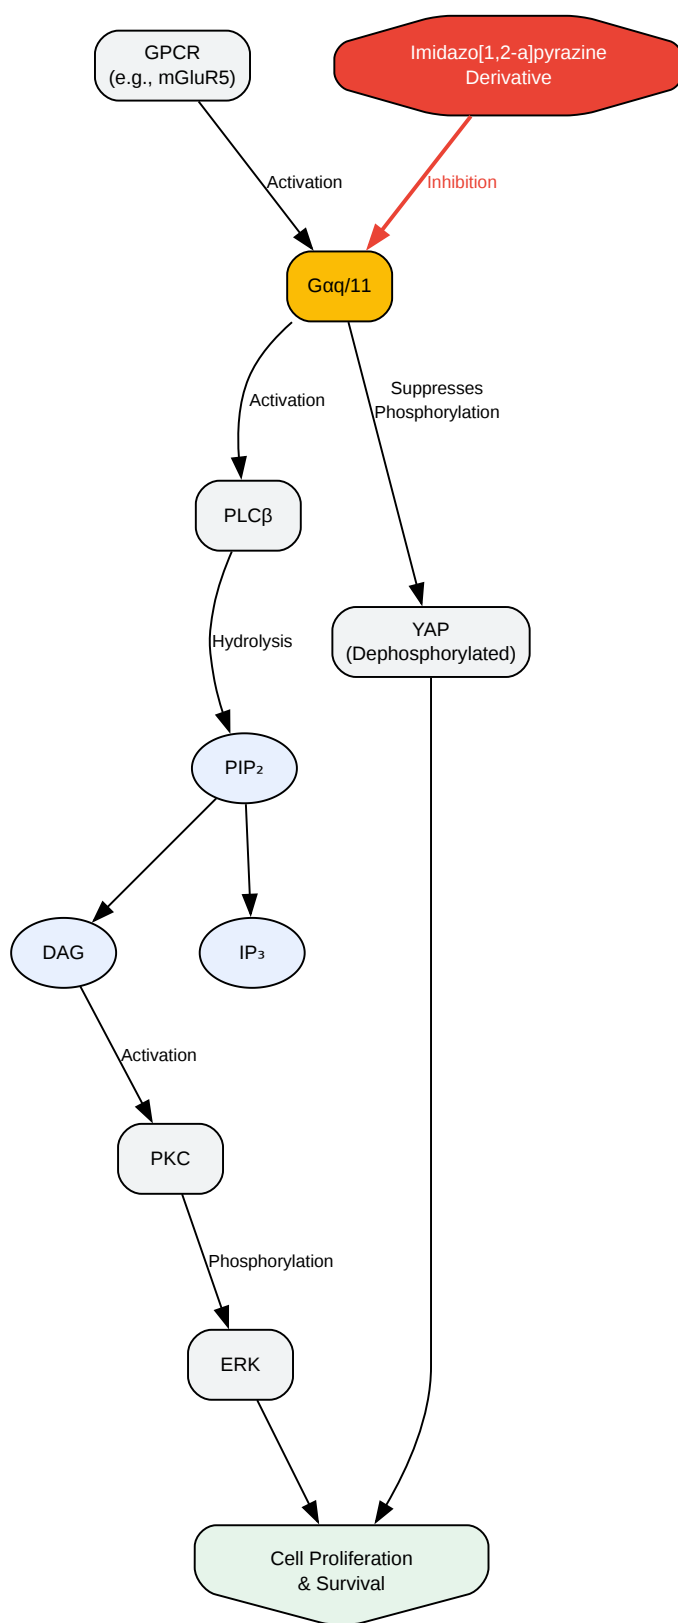 GPCR
(e.g., mGluR5)
Imidazo[1,2-a]pyrazine
Derivative
Activation
Inhibition
Gαq/11
Activation
Suppresses
Phosphorylation
PLCβ
YAP
(Dephosphorylated)
Hydrolysis
PIP₂
DAG
IP₃
Activation
PKC
Phosphorylation
ERK
Cell Proliferation
& Survival